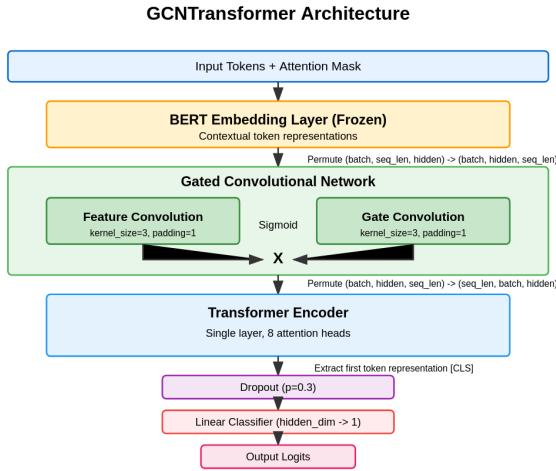 GCNTransformer Architecture
Input Tokens + Attention Mask
BERT Embedding Layer (Frozen)
Contextual token representations
Permute (batch, seq_len, hidden) -> (batch, hidden, seq_len)
Gated Convolutional Network
Feature Convolution
kernel_size=3, padding=1
Sigmoid
Gate Convolution
kernel_size=3, padding=1
X
Permute (batch, hidden, seq_len) -> (seq_len, batch, hidden)
Transformer Encoder
Single layer, 8 attention heads
Extract first token representation [CLS]
Dropout (p=0.3)
Linear Classifier (hidden_dim -> 1)
Output Logits